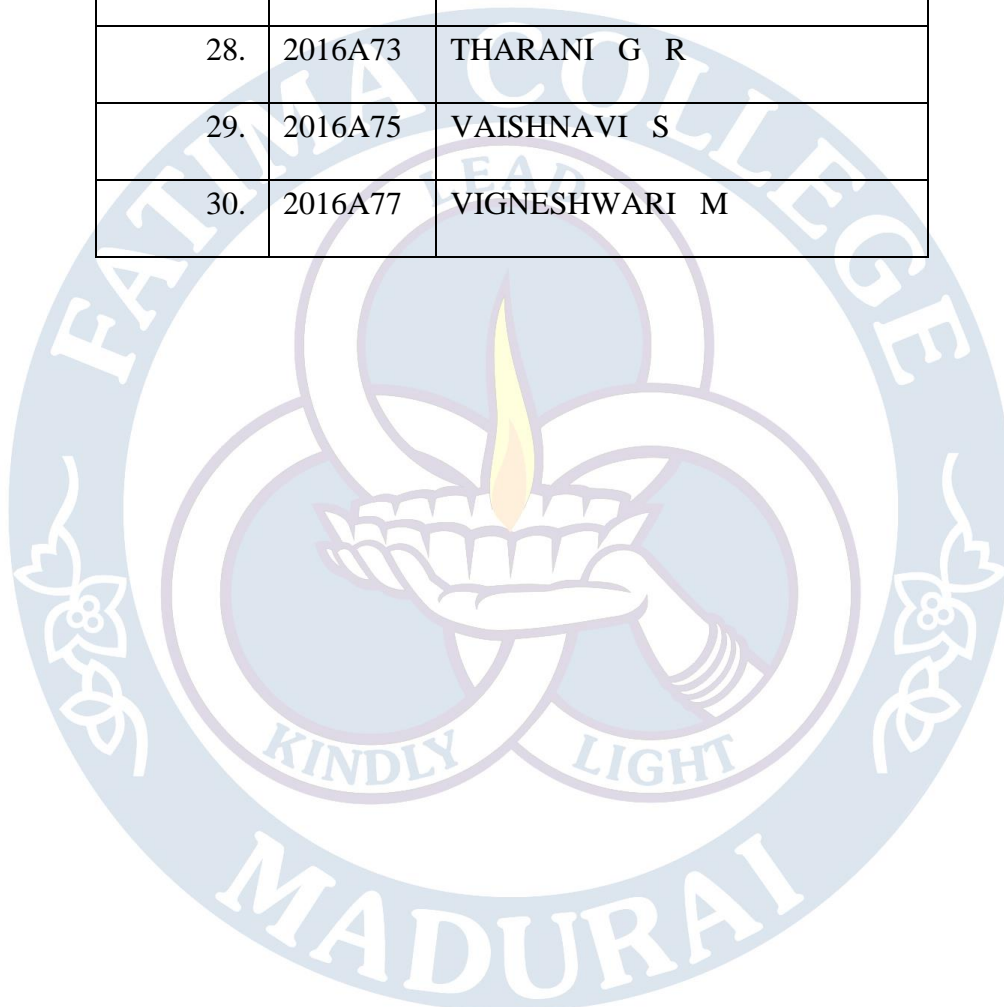 28. 2016A73 THARANI G R
29. 2016A75 VAISHNAVI S
30. 2016A77 VIGNESHWARI M
FATIMA COLLEGE
LEAD
KINDLY LIGHT
MADURAI